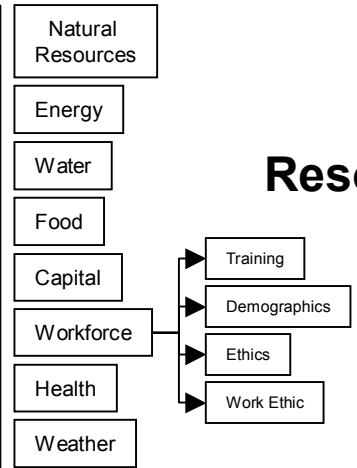 Natural
Resources
Energy
Water
Food
Capital
Workforce
Health
Weather
Training
Demographics
Ethics
Work Ethic